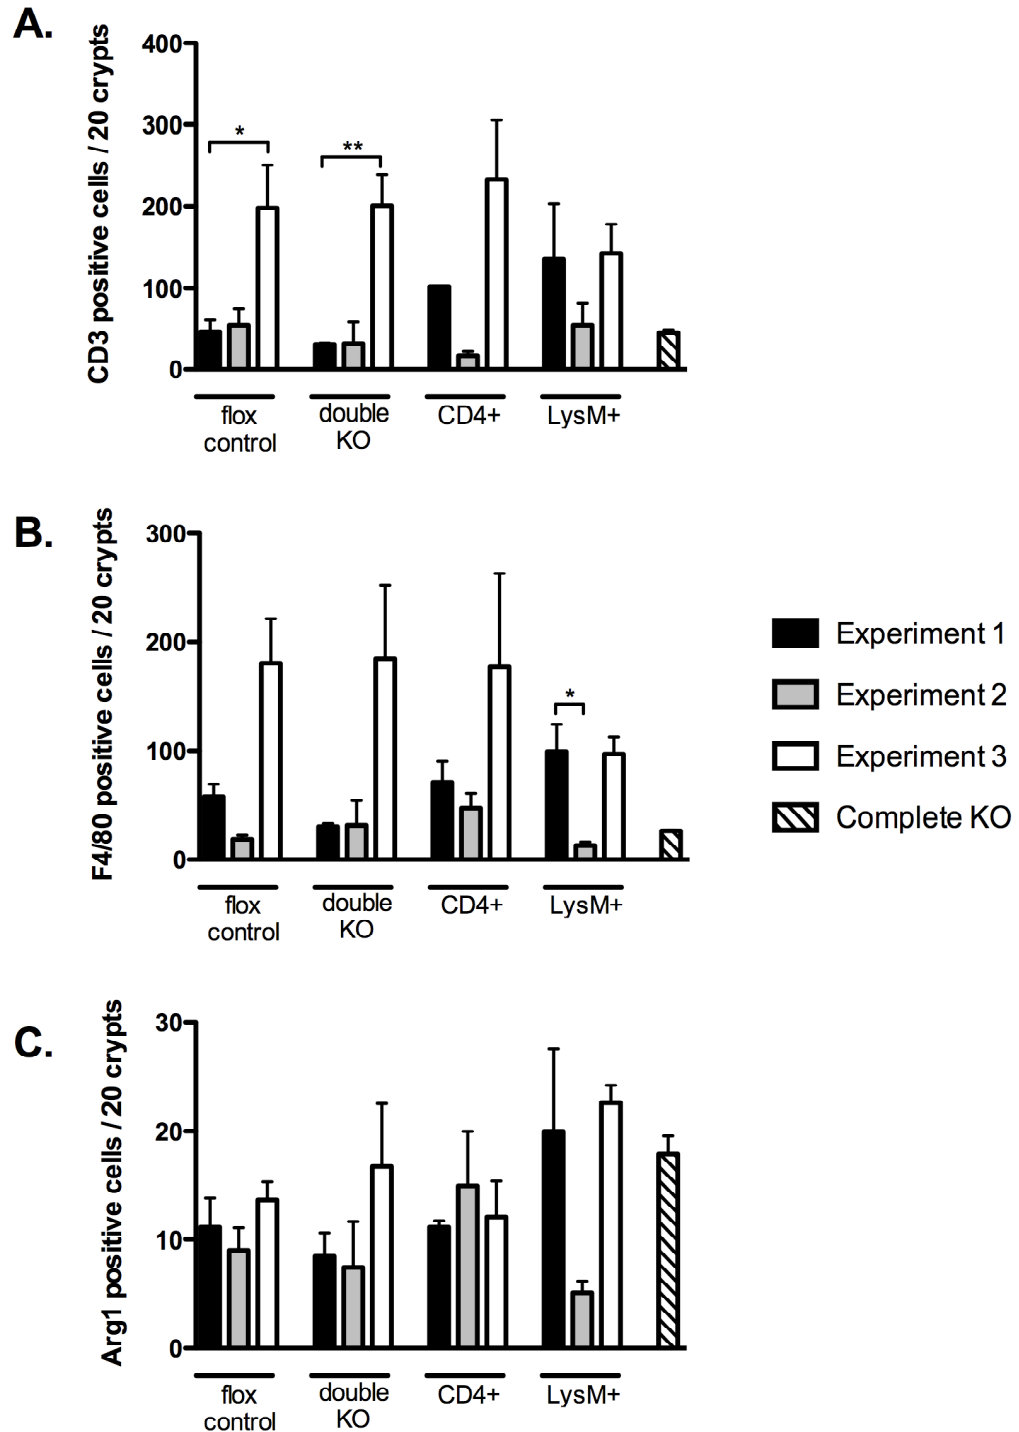 A.
CD3 positive cells / 20 crypts
400
300
200
100
0
*
**
flox
control
double
KO
CD4+
LysM+
B.
F4/80 positive cells / 20 crypts
300
200
100
0
*
flox
control
double
KO
CD4+
LysM+
Experiment 1
Experiment 2
Experiment 3
Complete KO
C.
Arg1 positive cells / 20 crypts
30
20
10
0
flox
control
double
KO
CD4+
LysM+